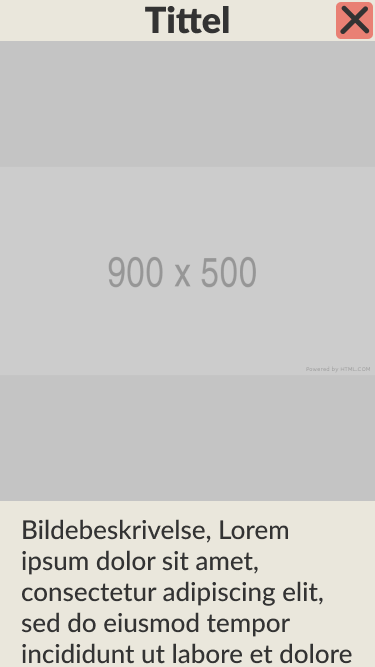 Tittel
900 x 500
Powered by HTML.COM
Bildebeskrivelse, Lorem
ipsum dolor sit amet,
consectetur adipiscing elit,
sed do eiusmod tempor
incididunt ut labore et dolore